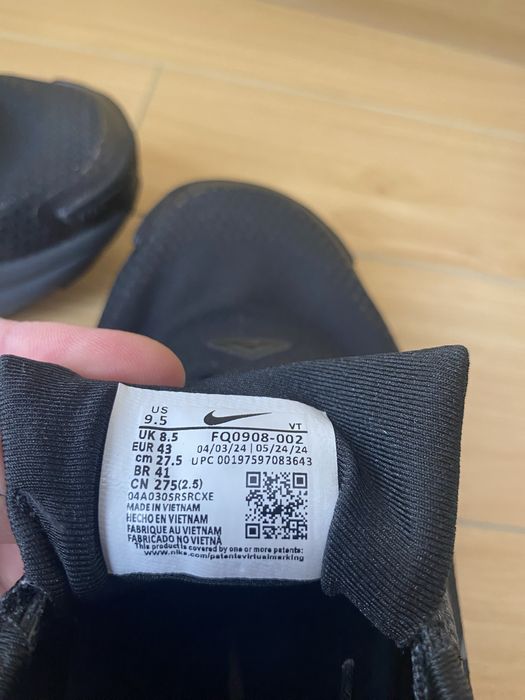 US
9.5
VT
UK 8.5 FQ0908-002
EUR 43 04/03/24 | 05/24/24
cm 27.5 UPC 00197597083643
BR 41
CN 275(2.5)
04A030SRSRCXE
MADE IN VIETNAM
HECHO EN VIETNAM
FABRIQUE AU VIETNAM
FABRICADO NO VIETNÃ
This product is covered by one or more patents:
www.nike.com/patentsvirtualmarking